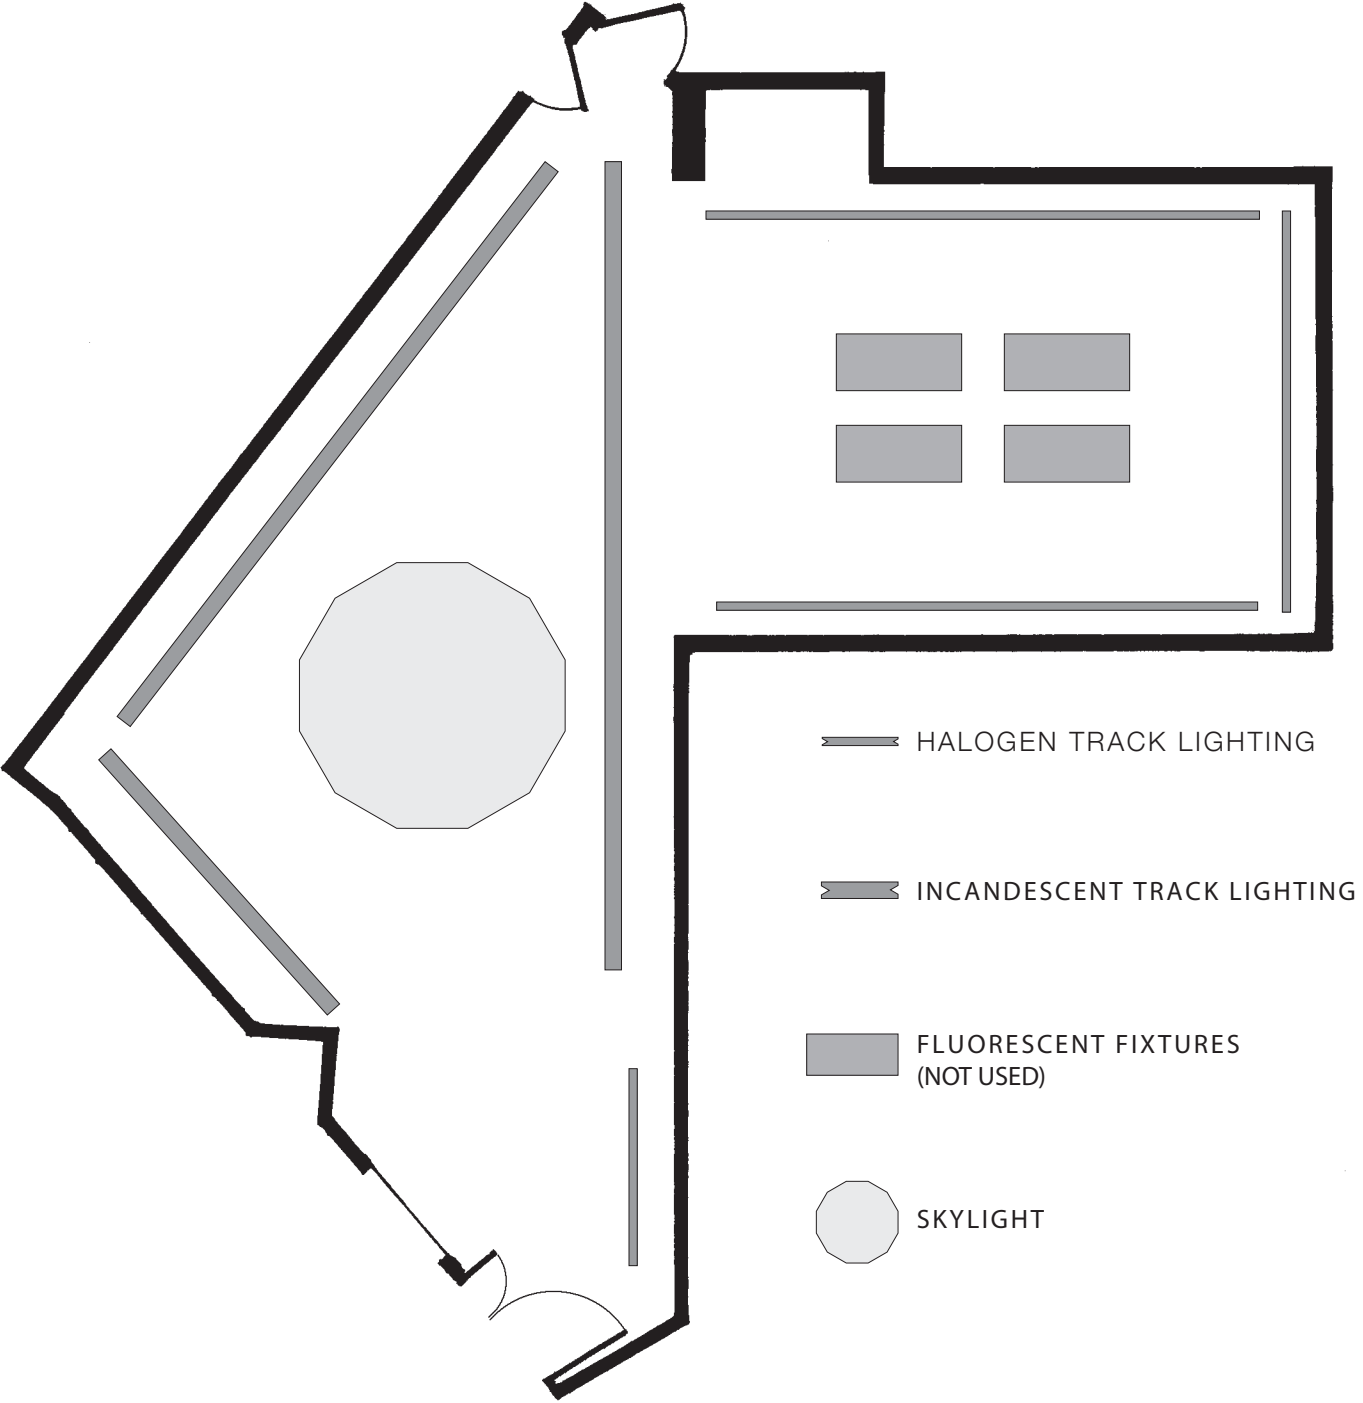 HALOGEN TRACK LIGHTING
INCANDESCENT TRACK LIGHTING
FLUORESCENT FIXTURES
(NOT USED)
SKYLIGHT